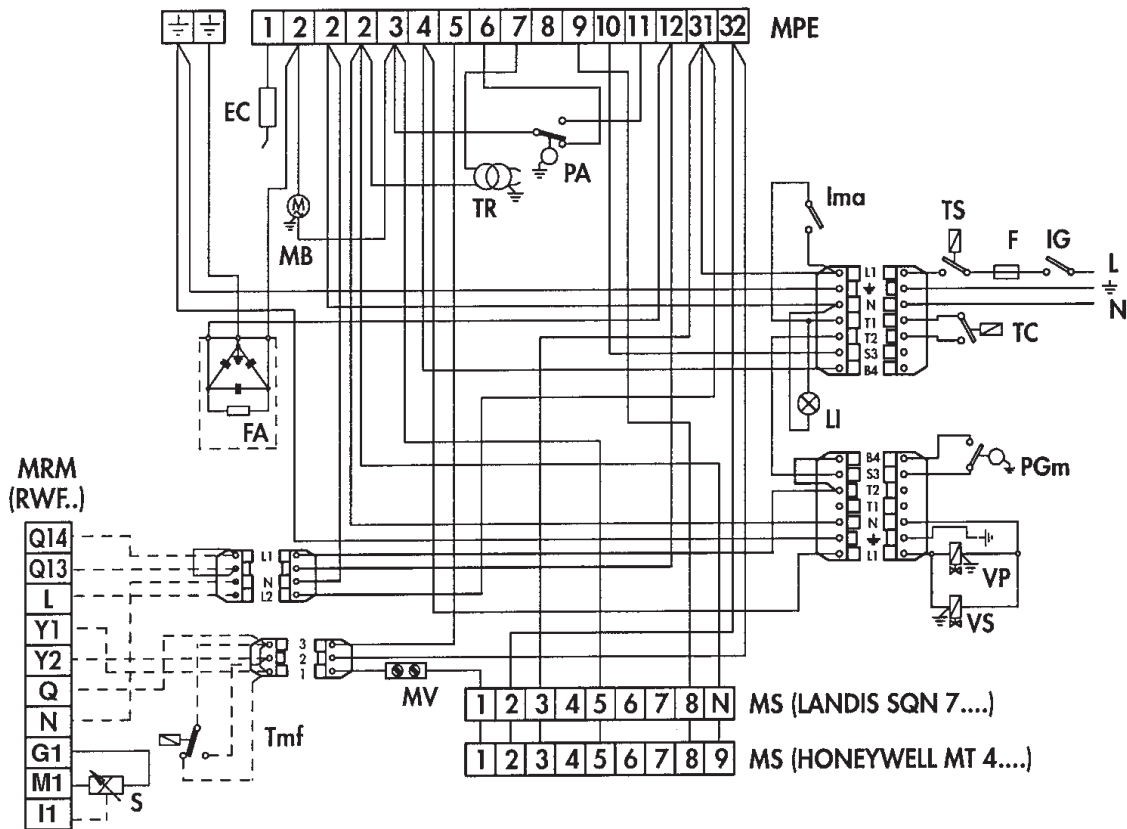 1 2 2 2 3 4 5 6 7 8 9 10 11 12 31 32 MPE
EC
MB
TR
PA
Ima
TS
F
IG
L
N
TC
L1
N
T1
T2
S3
B4
LI
FA
B4
S3
T2
T1
N
L1
PGm
VP
VS
MRM
(RWF..)
Q14
Q13
L
Y1
Y2
Q
N
G1
M1
I1
L1
N
L2
3
2
1
MV
Tmf
S
1 2 3 4 5 6 7 8 N MS (LANDIS SQN 7....)
1 2 3 4 5 6 7 8 9 MS (HONEYWELL MT 4....)
M